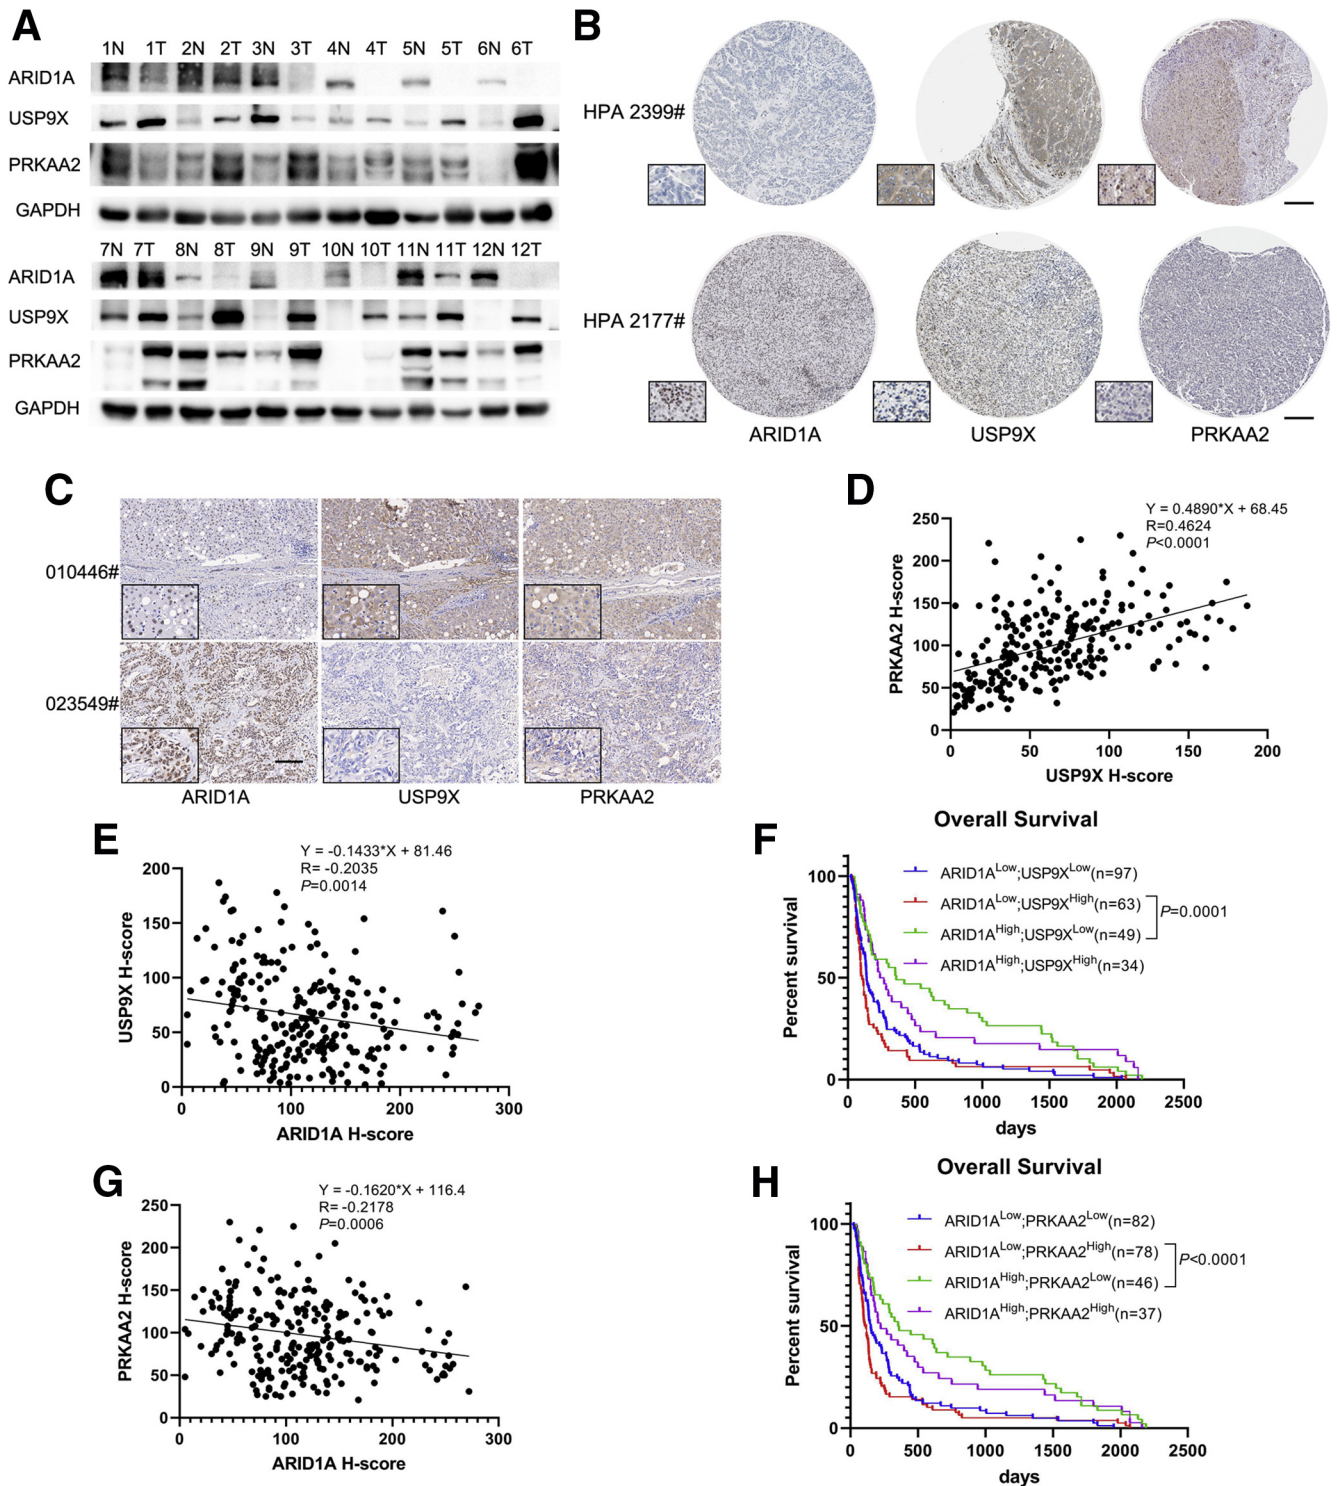 A
1N 1T 2N 2T 3N 3T 4N 4T 5N 5T 6N 6T
ARID1A
USP9X
PRKAA2
GAPDH
7N 7T 8N 8T 9N 9T 10N 10T 11N 11T 12N 12T
ARID1A
USP9X
PRKAA2
GAPDH
B
HPA 2399#
HPA 2177#
ARID1A USP9X PRKAA2
C
010446#
023549#
ARID1A USP9X PRKAA2
D
Y = 0.4890*X + 68.45
R=0.4624
P<0.0001
PRKAA2 H-score
250
200
150
100
50
0
0 50 100 150 200
USP9X H-score
E
Y = -0.1433*X + 81.46
R= -0.2035
P=0.0014
USP9X H-score
200
150
100
50
0
0 100 200 300
ARID1A H-score
F
Overall Survival
ARID1ALow;USP9XLow(n=97)
ARID1ALow;USP9XHigh(n=63)
ARID1AHigh;USP9XLow(n=49)
ARID1AHigh;USP9XHigh(n=34)
P=0.0001
Percent survival
100
50
0
0 500 1000 1500 2000 2500
days
G
Y = -0.1620*X + 116.4
R= -0.2178
P=0.0006
PRKAA2 H-score
250
200
150
100
50
0
0 100 200 300
ARID1A H-score
H
Overall Survival
ARID1ALow;PRKAA2Low(n=82)
ARID1ALow;PRKAA2High(n=78)
ARID1AHigh;PRKAA2Low(n=46)
ARID1AHigh;PRKAA2High(n=37)
P<0.0001
Percent survival
100
50
0
0 500 1000 1500 2000 2500
days